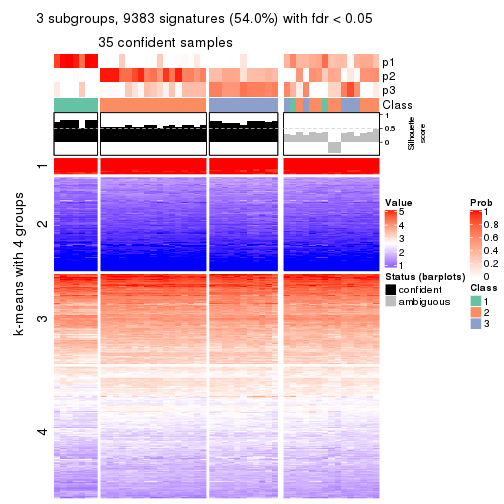 3 subgroups, 9383 signatures (54.0%) with fdr < 0.05
35 confident samples
p1
p2
p3
Class
1
0.5
0
Silhouette
score
k-means with 4 groups
1
2
3
4
Value
5
4
3
2
1
Status (barplots)
confident
ambiguous
Prob
1
0.8
0.6
0.4
0.2
0
Class
1
2
3